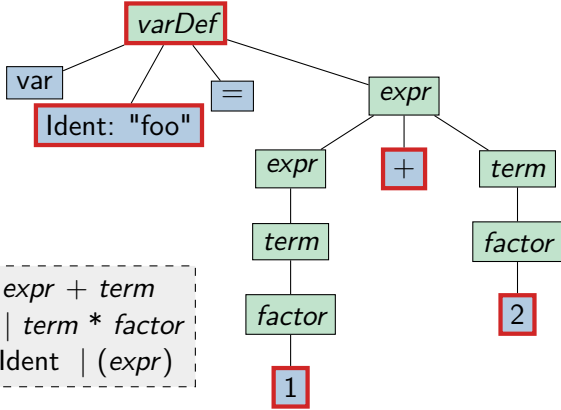 varDef
var
Ident: "foo"
=
expr
expr
+
term
term
factor
factor
2
1
expr + term
| term * factor
Ident | (expr)